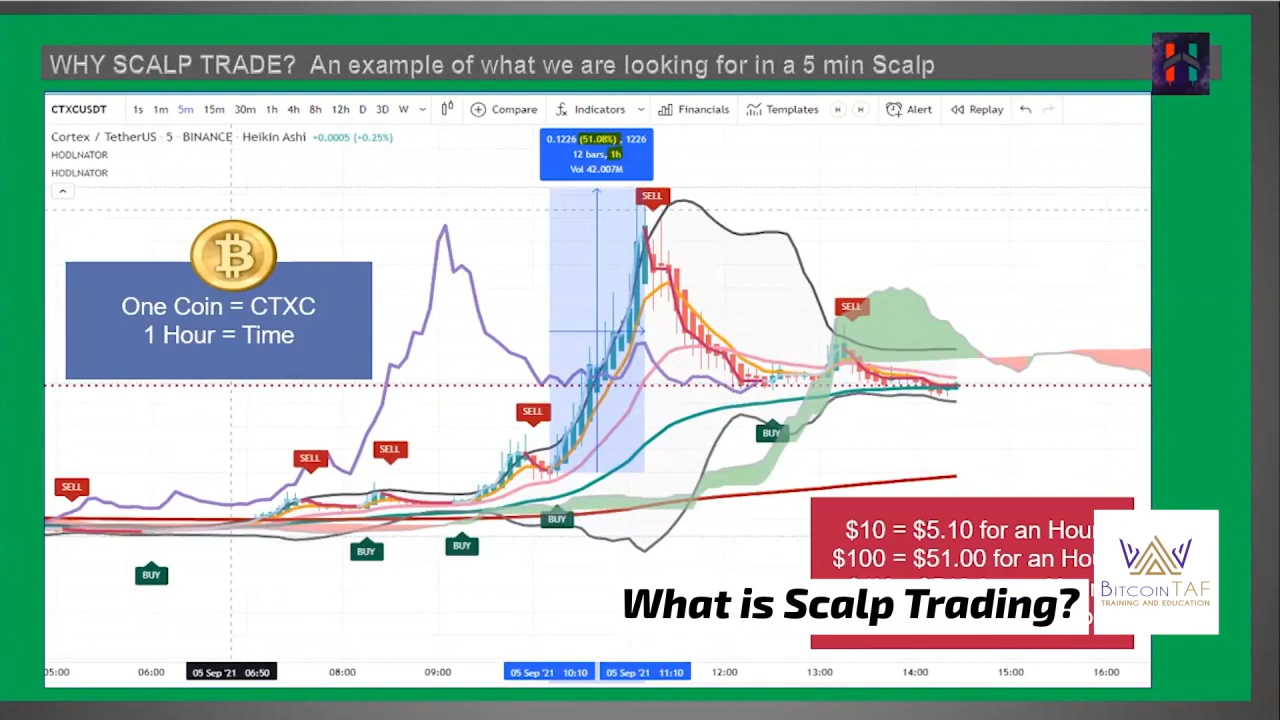 WHY SCALP TRADE? An example of what we are looking for in a 5 min Scalp
CTXCUSDT 1s 1m 5m 15m 30m 1h 4h 8h 12h D 3D W Compare Indicators Financials Templates Alert Replay
Cortex / TetherUS · 5 · BINANCE · Heikin Ashi +0.0005 (+0.25%)
HODLNATOR
HODLNATOR
0.1226 (51.08%) , 1226
12 bars, 1h
Vol 42.007M
SELL
One Coin = CTXC
1 Hour = Time
SELL
SELL
SELL
SELL
SELL
BUY
BUY
BUY
BUY
BUY
$10 = $5.10 for an Hour
$100 = $51.00 for an Ho
What is Scalp Trading?
BITCOINTAF
TRAINING AND EDUCATION
05:00 06:00 05 Sep '21 06:50 08:00 09:00 05 Sep '21 10:10 05 Sep '21 11:10 12:00 13:00 14:00 15:00 16:00